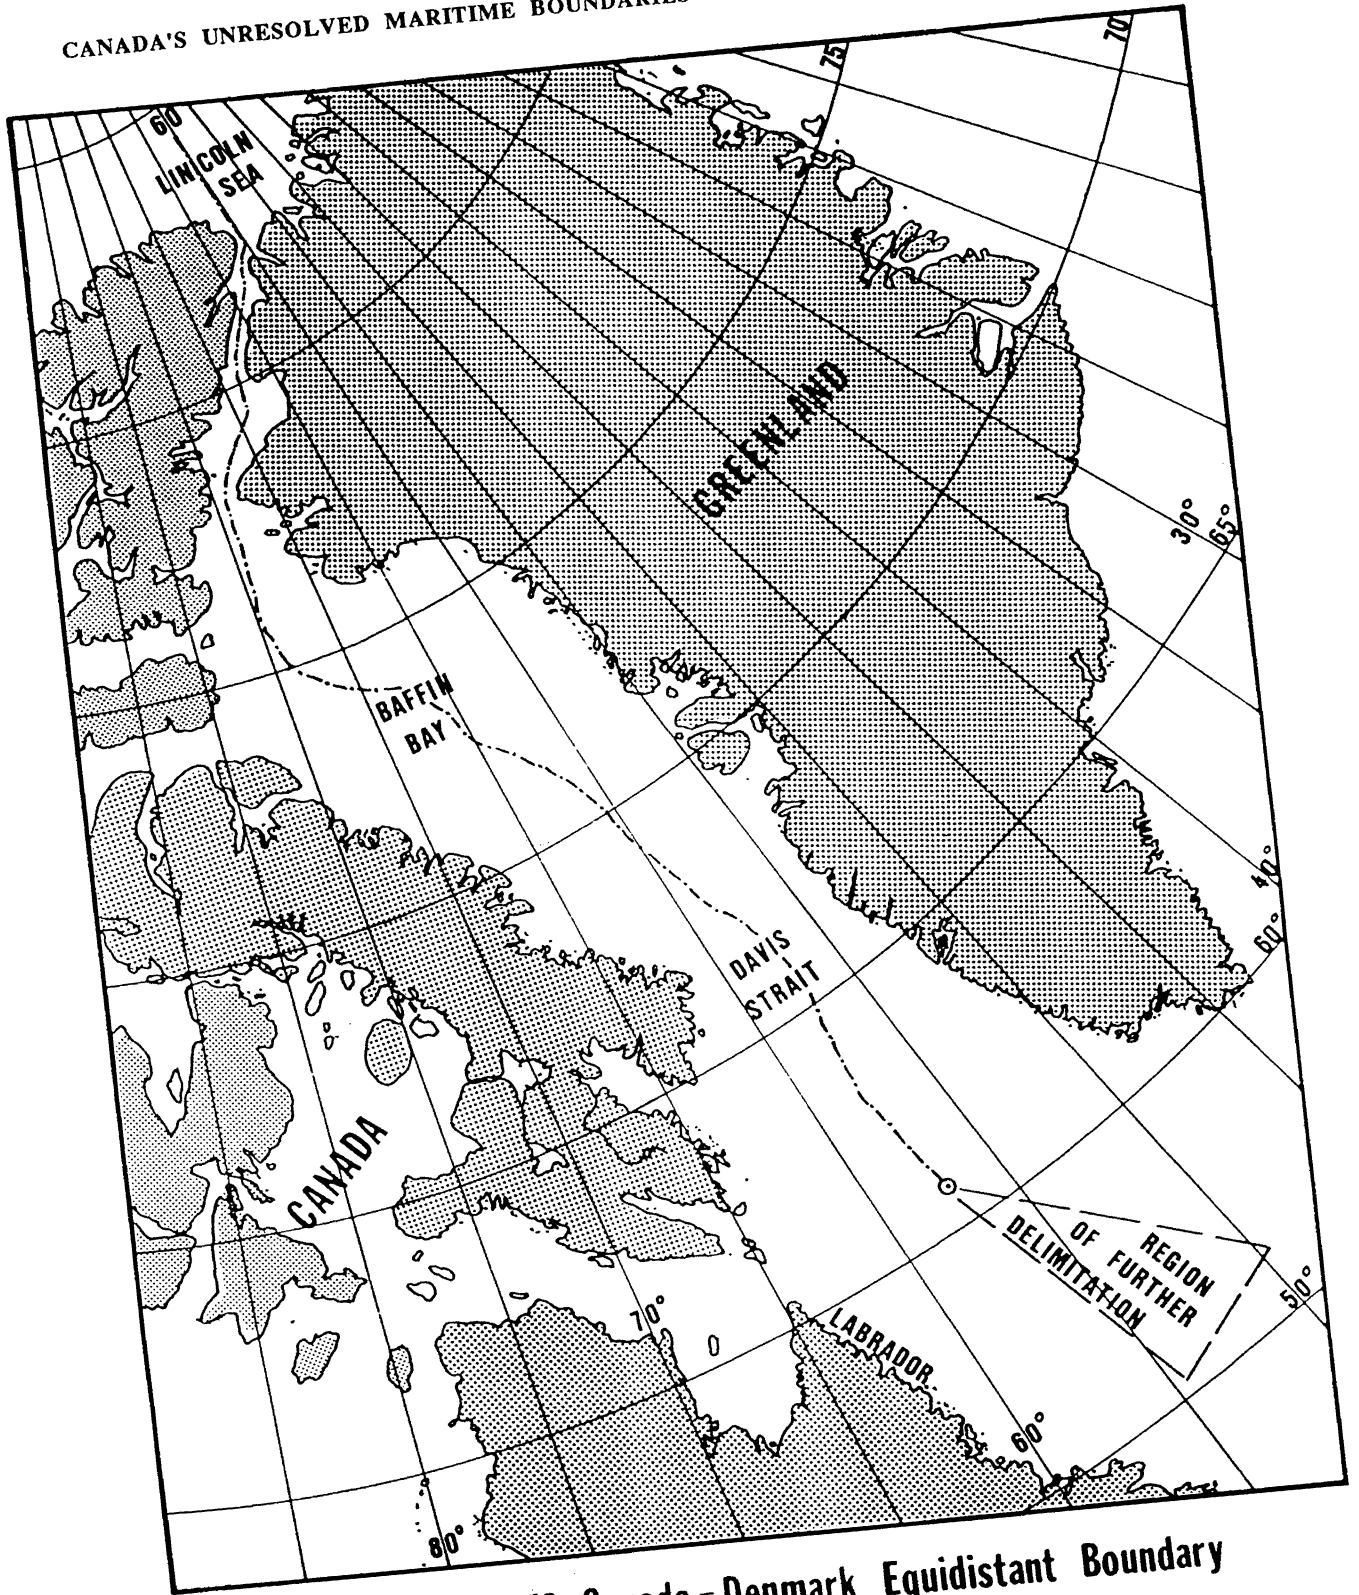 CANADA'S UNRESOLVED MARITIME BOUNDARIES
70
75
60
LINCOLN
SEA
GREENLAND
30°
65°
BAFFIN
BAY
40°
60°
DAVIS
STRAIT
CANADA
REGION
OF FURTHER
DELIMITATION
50°
70°
LABRADOR
60°
80°
Canada-Denmark Equidistant Boundary